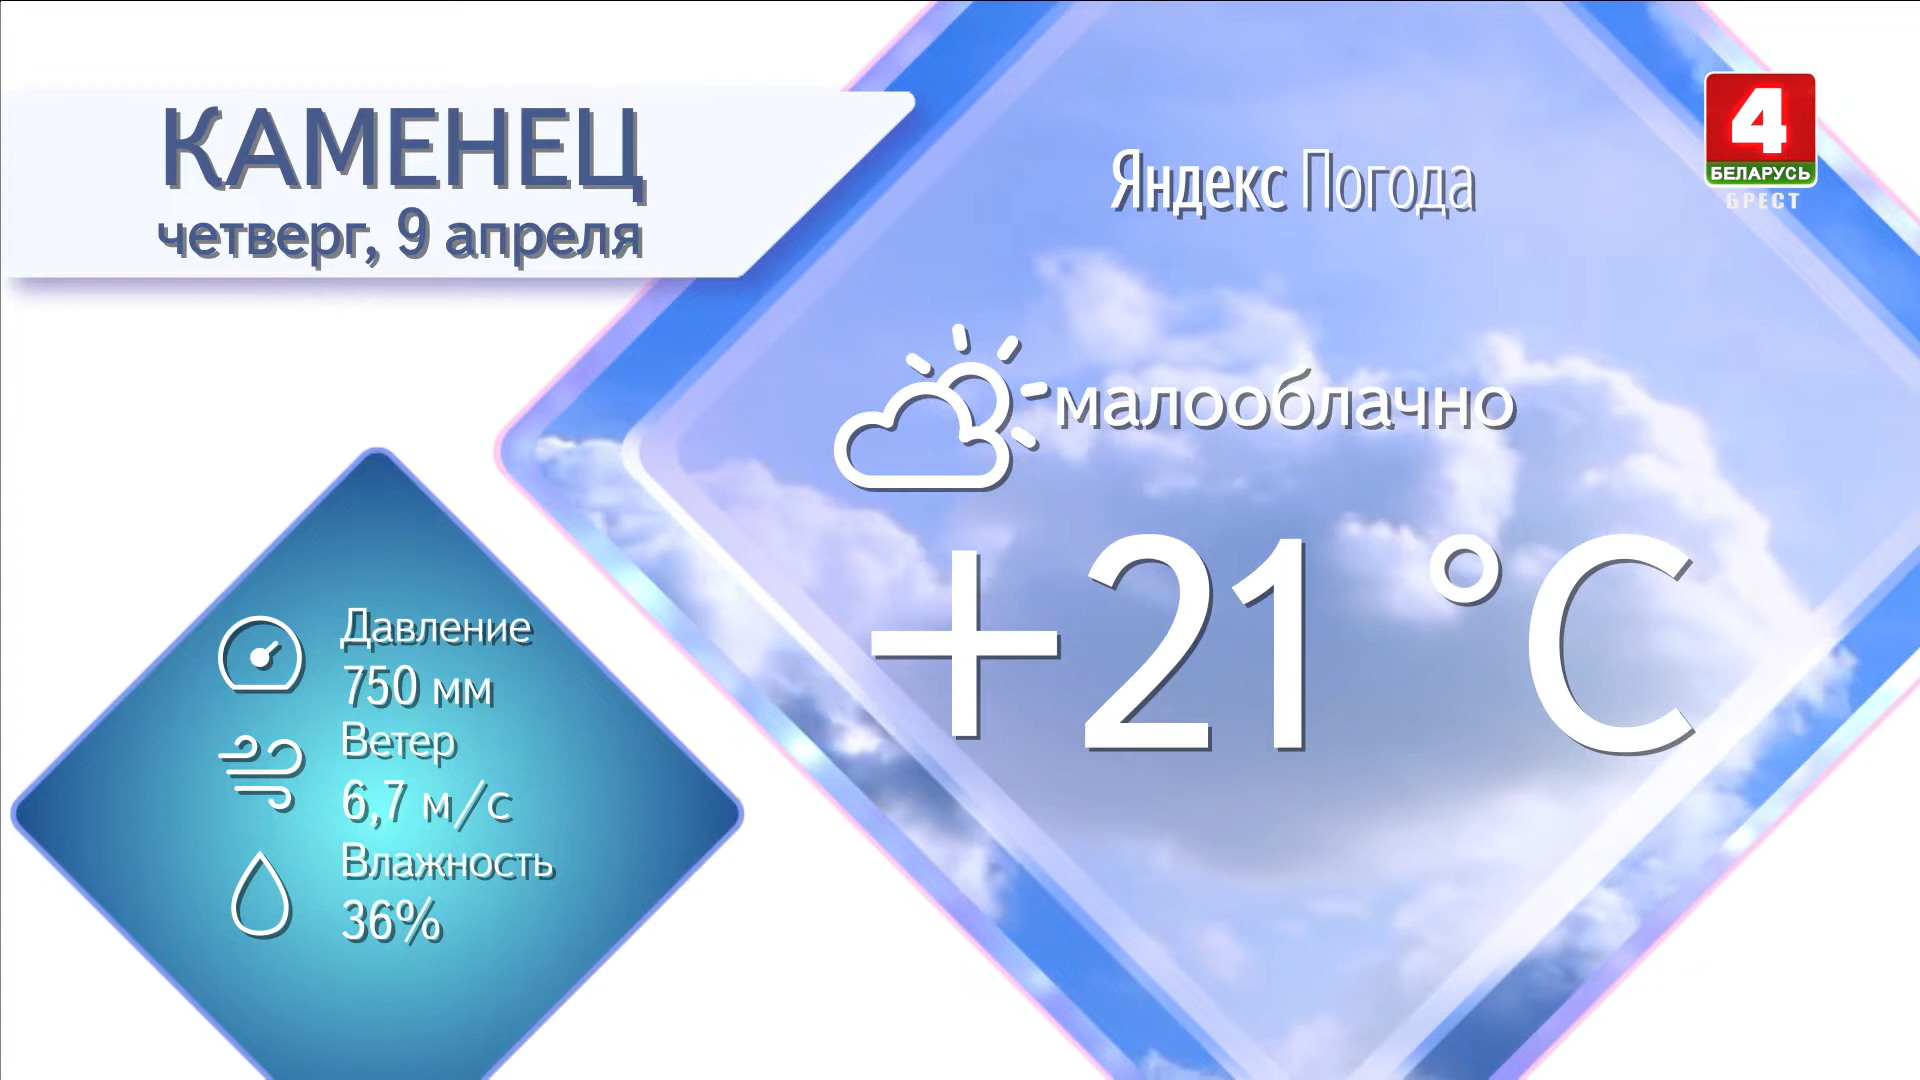 КАМЕНЕЦ
четверг, 9 апреля
Яндекс Погода
4
БЕЛАРУСЬ
БРЕСТ
малооблачно
+21 °C
Давление
750 мм
Ветер
6,7 м/с
Влажность
36%